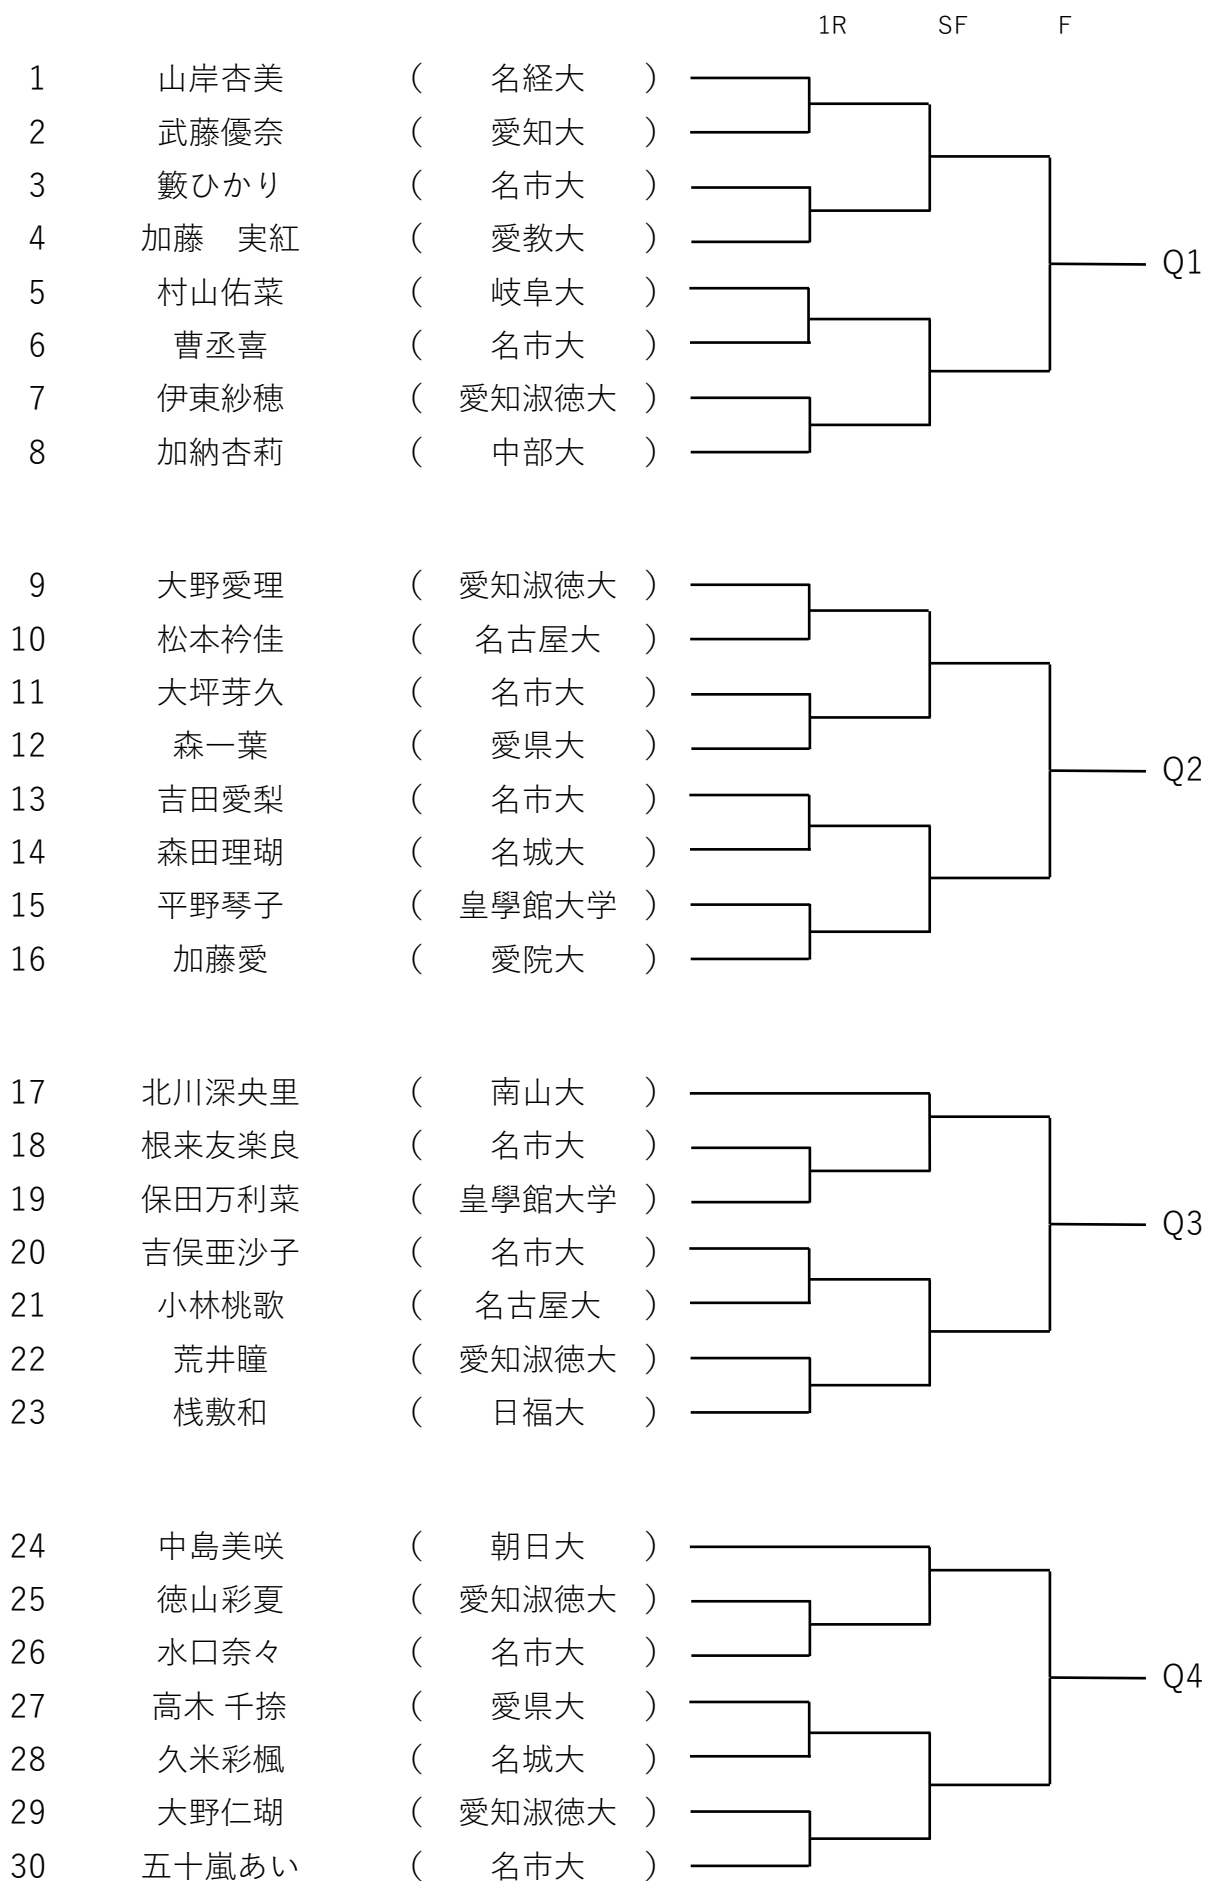 1R SF F
1 山岸杏美 ( 名経大 )
2 武藤優奈 ( 愛知大 )
3 籔ひかり ( 名市大 )
4 加藤　実紅 ( 愛教大 )
Q1
5 村山佑菜 ( 岐阜大 )
6 曹丞喜 ( 名市大 )
7 伊東紗穂 ( 愛知淑徳大 )
8 加納杏莉 ( 中部大 )
9 大野愛理 ( 愛知淑徳大 )
10 松本衿佳 ( 名古屋大 )
11 大坪芽久 ( 名市大 )
12 森一葉 ( 愛県大 )
Q2
13 吉田愛梨 ( 名市大 )
14 森田理瑚 ( 名城大 )
15 平野琴子 ( 皇學館大学 )
16 加藤愛 ( 愛院大 )
17 北川深央里 ( 南山大 )
18 根来友楽良 ( 名市大 )
19 保田万利菜 ( 皇學館大学 )
Q3
20 吉俣亜沙子 ( 名市大 )
21 小林桃歌 ( 名古屋大 )
22 荒井瞳 ( 愛知淑徳大 )
23 桟敷和 ( 日福大 )
24 中島美咲 ( 朝日大 )
25 徳山彩夏 ( 愛知淑徳大 )
26 水口奈々 ( 名市大 )
Q4
27 高木 千捺 ( 愛県大 )
28 久米彩楓 ( 名城大 )
29 大野仁瑚 ( 愛知淑徳大 )
30 五十嵐あい ( 名市大 )